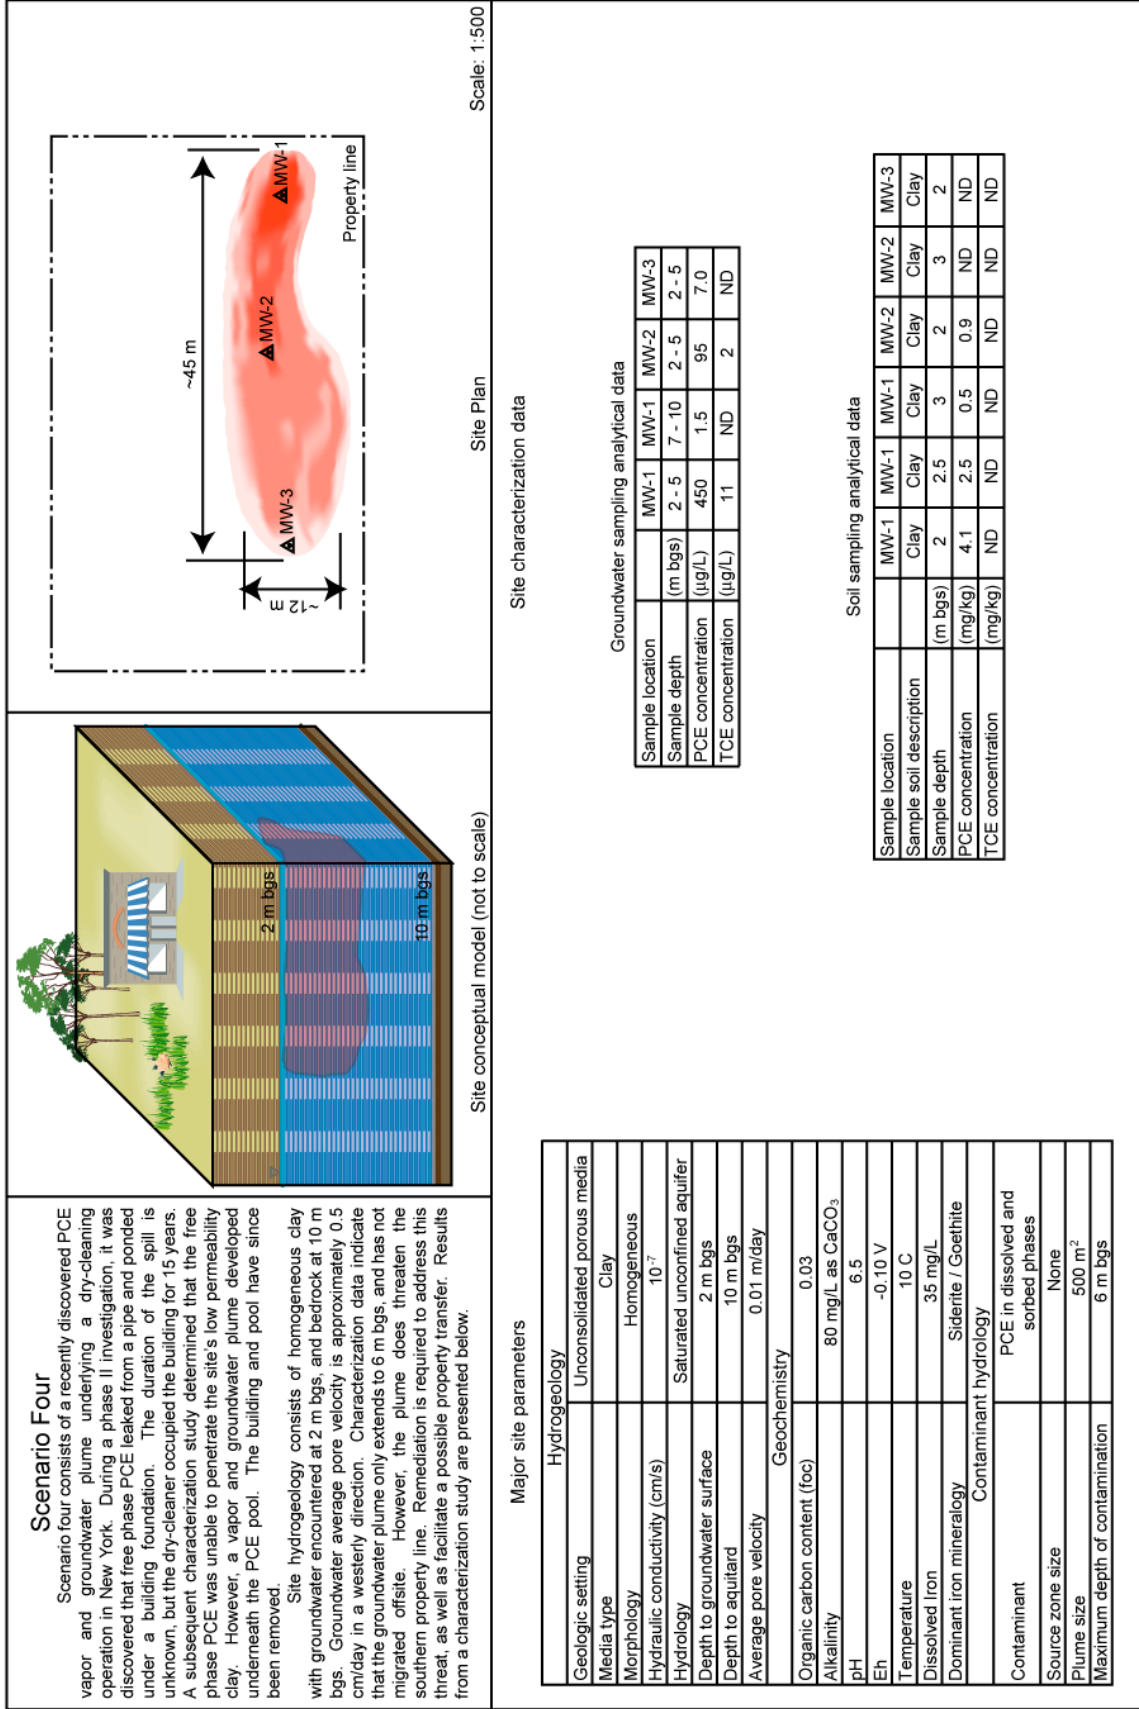 Scenario Four
Scenario four consists of a recently discovered PCE
vapor and groundwater plume underlying a dry-cleaning
operation in New York. During a phase II investigation, it was
discovered that free phase PCE leaked from a pipe and ponded
under a building foundation. The duration of the spill is
unknown, but the dry-cleaner occupied the building for 15 years.
A subsequent characterization study determined that the free
phase PCE was unable to penetrate the site's low permeability
clay. However, a vapor and groundwater plume developed
underneath the PCE pool. The building and pool have since
been removed.
Site hydrogeology consists of homogeneous clay
with groundwater encountered at 2 m bgs, and bedrock at 10 m
bgs. Groundwater average pore velocity is approximately 0.5
cm/day in a westerly direction. Characterization data indicate
that the groundwater plume only extends to 6 m bgs, and has not
migrated offsite. However, the plume does threaten the
southern property line. Remediation is required to address this
threat, as well as facilitate a possible property transfer. Results
from a characterization study are presented below.
2 m bgs
10 m bgs
Site conceptual model (not to scale)
~45 m
~12 m
MW-3
MW-2
MW-1
Property line
Site Plan
Scale: 1:500
Major site parameters
Hydrogeology
Geologic setting Unconsolidated porous media
Media type Clay
Morphology Homogeneous
Hydraulic conductivity (cm/s) 10⁻⁷
Hydrology Saturated unconfined aquifer
Depth to groundwater surface 2 m bgs
Depth to aquitard 10 m bgs
Average pore velocity 0.01 m/day
Geochemistry
Organic carbon content (foc) 0.03
Alkalinity 80 mg/L as CaCO₃
pH 6.5
Eh -0.10 V
Temperature 10 C
Dissolved Iron 35 mg/L
Dominant iron mineralogy Siderite / Goethite
Contaminant hydrology
Contaminant PCE in dissolved and
sorbed phases
Source zone size None
Plume size 500 m²
Maximum depth of contamination 6 m bgs
Site characterization data
Groundwater sampling analytical data
Sample location MW-1 MW-1 MW-2 MW-3
Sample depth (m bgs) 2 - 5 7 - 10 2 - 5 2 - 5
PCE concentration (µg/L) 450 1.5 95 7.0
TCE concentration (µg/L) 11 ND 2 ND
Soil sampling analytical data
Sample location MW-1 MW-1 MW-1 MW-2 MW-2 MW-3
Sample soil description Clay Clay Clay Clay Clay Clay
Sample depth (m bgs) 2 2.5 3 2 3 2
PCE concentration (mg/kg) 4.1 2.5 0.5 0.9 ND ND
TCE concentration (mg/kg) ND ND ND ND ND ND